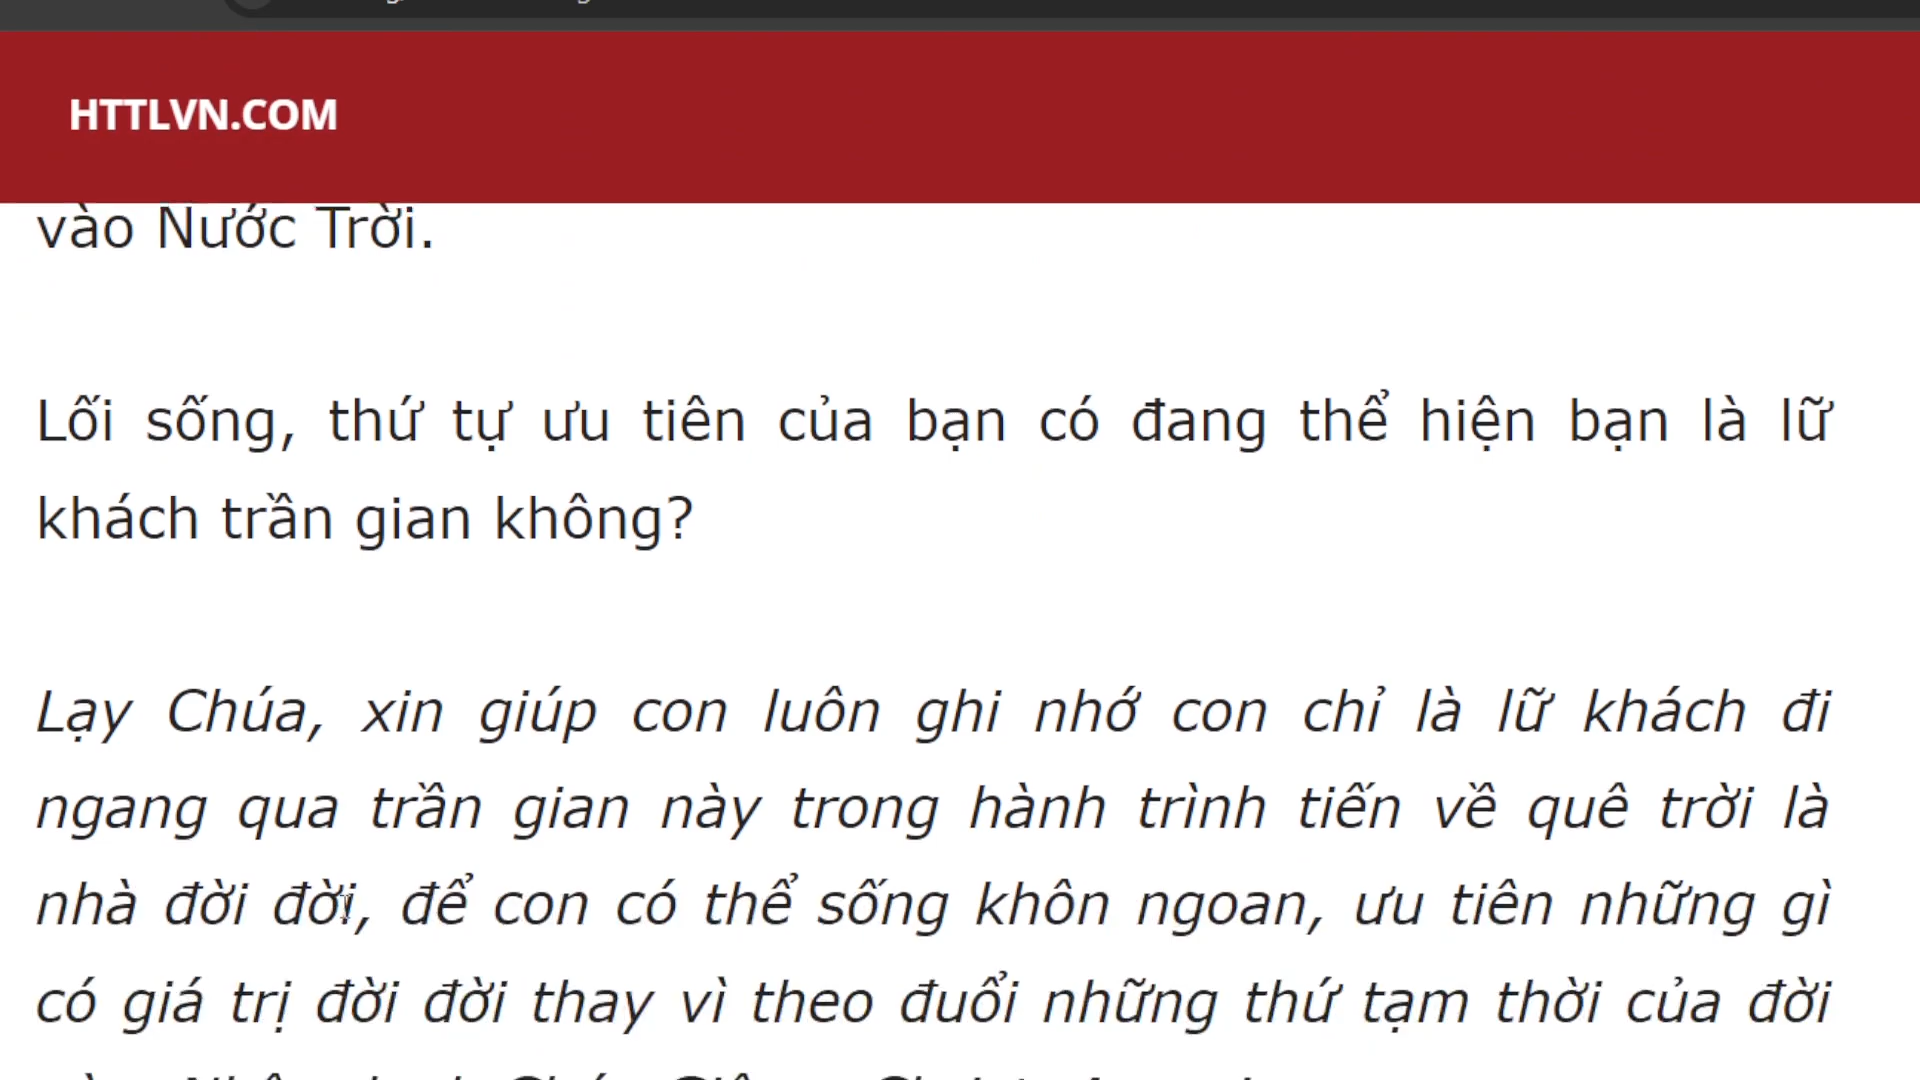 HTTLVN.COM
vào Nước Trời.
Lối sống, thứ tự ưu tiên của bạn có đang thể hiện bạn là lữ
khách trần gian không?
Lạy Chúa, xin giúp con luôn ghi nhớ con chỉ là lữ khách đi
ngang qua trần gian này trong hành trình tiến về quê trời là
nhà đời đời, để con có thể sống khôn ngoan, ưu tiên những gì
có giá trị đời đời thay vì theo đuổi những thứ tạm thời của đời